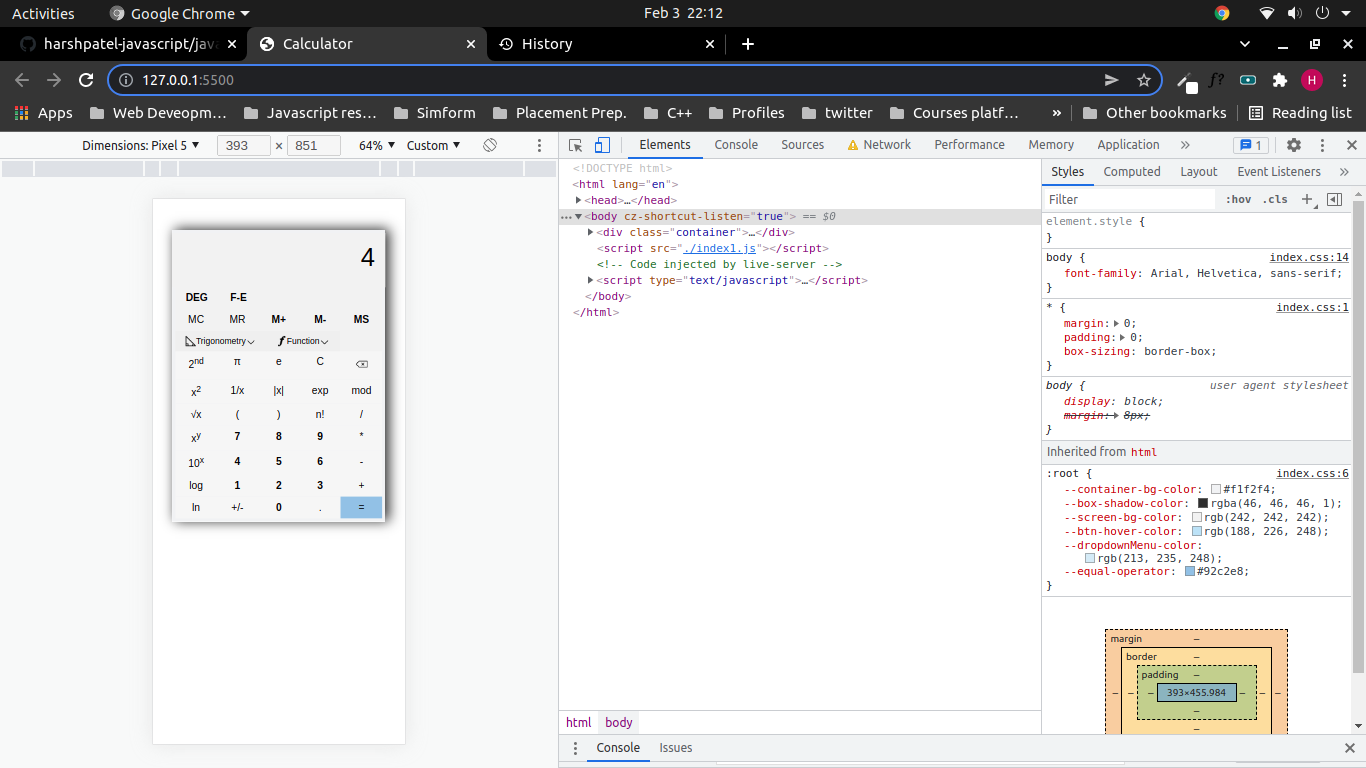 Activities Google Chrome Feb 3 22:12
harshpatel-javascript/java Calculator History
127.0.0.1:5500 f? H
Apps Web Deveopm… Javascript res… Simform Placement Prep. C++ Profiles twitter Courses platf… » Other bookmarks Reading list
Dimensions: Pixel 5 393 × 851 64% Custom
Elements Console Sources Network Performance Memory Application » 1
<!DOCTYPE html>
<html lang="en">
<head>…</head>
<body cz-shortcut-listen="true"> == $0
<div class="container">…</div>
<script src="./index1.js"></script>
<!-- Code injected by live-server -->
<script type="text/javascript">…</script>
</body>
</html>
html body
4
DEG F-E
MC MR M+ M- MS
Trigonometry f Function
2nd π e C
x2 1/x |x| exp mod
√x ( ) n! /
xy 7 8 9 *
10x 4 5 6 -
log 1 2 3 +
ln +/- 0 . =
Styles Computed Layout Event Listeners »
Filter :hov .cls +
element.style {
}
body { index.css:14
font-family: Arial, Helvetica, sans-serif;
}
* { index.css:1
margin: 0;
padding: 0;
box-sizing: border-box;
}
body { user agent stylesheet
display: block;
margin: 8px;
}
Inherited from html
:root { index.css:6
--container-bg-color: #f1f2f4;
--box-shadow-color: rgba(46, 46, 46, 1);
--screen-bg-color: rgb(242, 242, 242);
--btn-hover-color: rgb(188, 226, 248);
--dropdownMenu-color:
rgb(213, 235, 248);
--equal-operator: #92c2e8;
}
margin –
border –
padding –
– – – 393×455.984 – – –
–
–
Console Issues